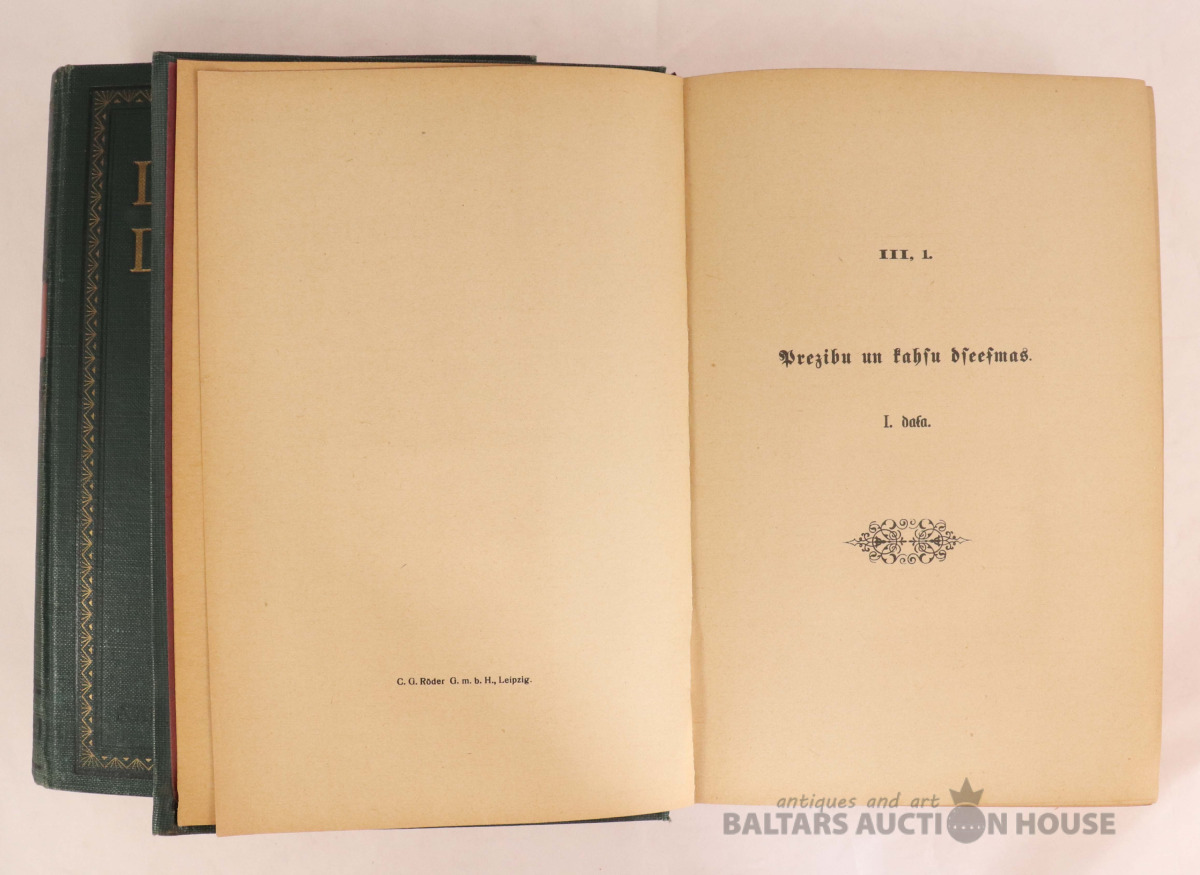 L
D
C. G. Röder G. m. b. H., Leipzig.
III, 1.
Prezibu un kahſu dſeeſmas.
I. daļa.
antiques and art
BALTARS AUCTION HOUSE